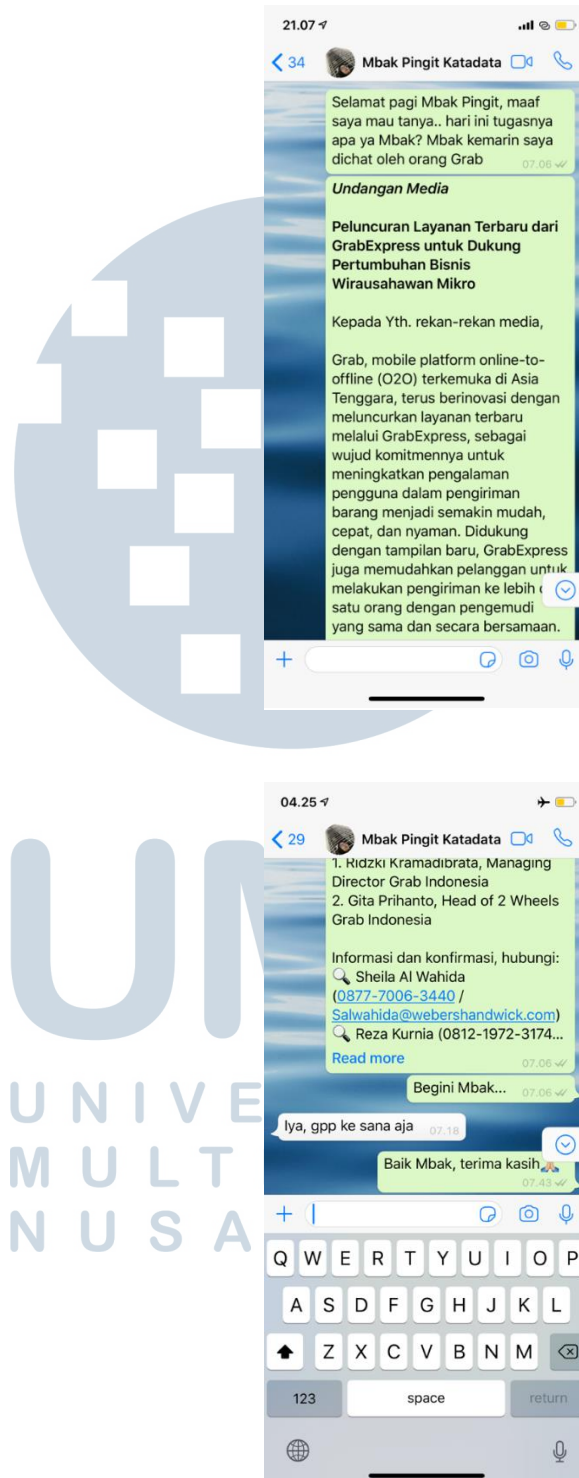 21.07
34
Mbak Pingit Katadata
Selamat pagi Mbak Pingit, maaf
saya mau tanya.. hari ini tugasnya
apa ya Mbak? Mbak kemarin saya
dichat oleh orang Grab
07.06
Undangan Media
Peluncuran Layanan Terbaru dari
GrabExpress untuk Dukung
Pertumbuhan Bisnis
Wirausahawan Mikro
Kepada Yth. rekan-rekan media,
Grab, mobile platform online-to-
offline (O2O) terkemuka di Asia
Tenggara, terus berinovasi dengan
meluncurkan layanan terbaru
melalui GrabExpress, sebagai
wujud komitmennya untuk
meningkatkan pengalaman
pengguna dalam pengiriman
barang menjadi semakin mudah,
cepat, dan nyaman. Didukung
dengan tampilan baru, GrabExpress
juga memudahkan pelanggan untuk
melakukan pengiriman ke lebih
satu orang dengan pengemudi
yang sama dan secara bersamaan.
04.25
29
Mbak Pingit Katadata
1. Ridzki Kramadibrata, Managing
Director Grab Indonesia
2. Gita Prihanto, Head of 2 Wheels
Grab Indonesia
Informasi dan konfirmasi, hubungi:
Sheila Al Wahida
(0877-7006-3440 /
Salwahida@webershandwick.com)
Reza Kurnia (0812-1972-3174...
Read more
07.06
Begini Mbak... 07.06
Iya, gpp ke sana aja 07.18
Baik Mbak, terima kasih
07.43
Q W E R T Y U I O P
A S D F G H J K L
Z X C V B N M
123 space return
U
UNIVE
MULT
NUSA